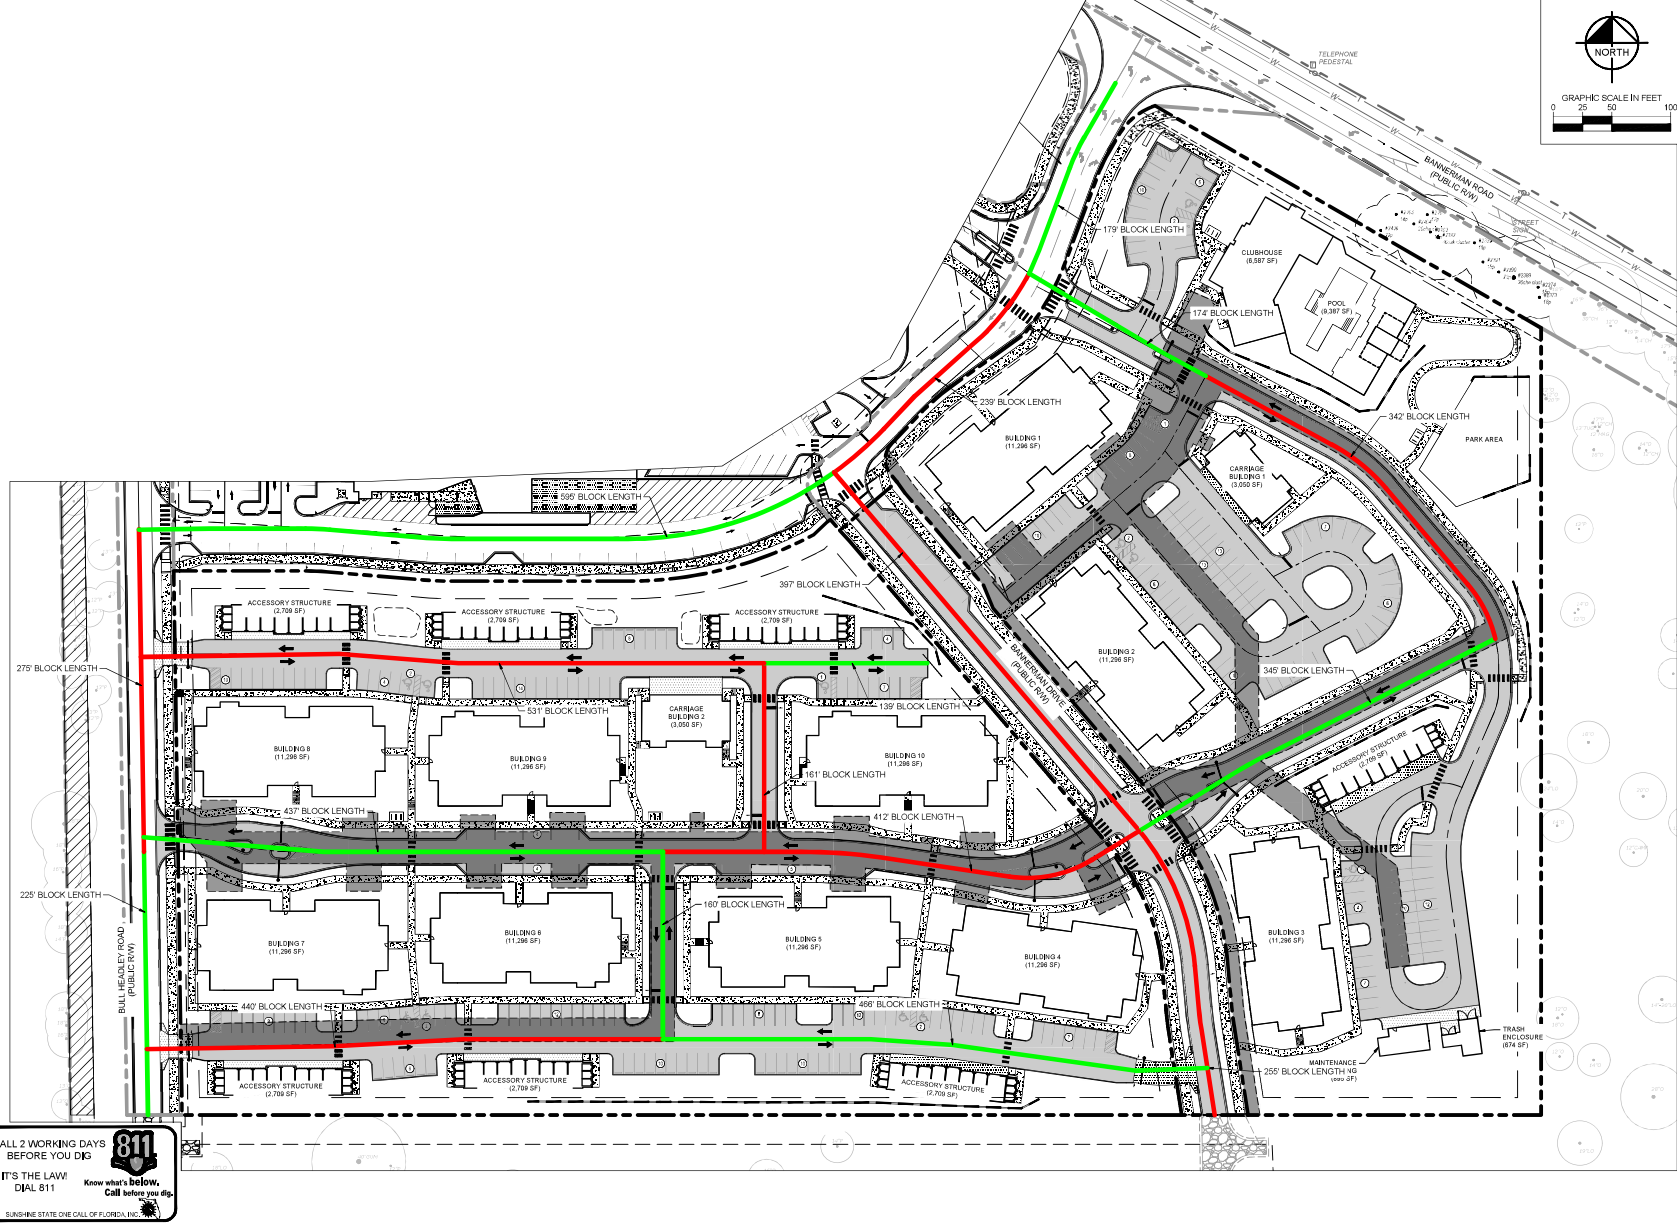 NORTH
GRAPHIC SCALE IN FEET
0 25 50 100
TELEPHONE
PEDESTAL
BANNERMAN ROAD
(PUBLIC R/W)
STREET
SIGN
179' BLOCK LENGTH
CLUBHOUSE
(6,587 SF)
POOL
(9,387 SF)
174' BLOCK LENGTH
239' BLOCK LENGTH
342' BLOCK LENGTH
BUILDING 1
(11,296 SF)
PARK AREA
CARRIAGE
BUILDING 1
(3,050 SF)
595' BLOCK LENGTH
397' BLOCK LENGTH
ACCESSORY STRUCTURE
(2,709 SF)
ACCESSORY STRUCTURE
(2,709 SF)
ACCESSORY STRUCTURE
(2,709 SF)
BANNERMAN DRIVE
(PUBLIC R/W)
BUILDING 2
(11,296 SF)
275' BLOCK LENGTH
345' BLOCK LENGTH
531' BLOCK LENGTH
139' BLOCK LENGTH
CARRIAGE
BUILDING 2
(3,050 SF)
BUILDING 8
(11,296 SF)
BUILDING 9
(11,296 SF)
BUILDING 10
(11,296 SF)
ACCESSORY STRUCTURE
(2,709 SF)
161' BLOCK LENGTH
437' BLOCK LENGTH
412' BLOCK LENGTH
225' BLOCK LENGTH
160' BLOCK LENGTH
BULL HEADLEY ROAD
(PUBLIC R/W)
BUILDING 7
(11,296 SF)
BUILDING 6
(11,296 SF)
BUILDING 5
(11,296 SF)
BUILDING 4
(11,296 SF)
BUILDING 3
(11,296 SF)
440' BLOCK LENGTH
466' BLOCK LENGTH
TRASH
ENCLOSURE
(674 SF)
MAINTENANCE
255' BLOCK LENGTH NG
SF)
ACCESSORY STRUCTURE
(2,709 SF)
ACCESSORY STRUCTURE
(2,709 SF)
ACCESSORY STRUCTURE
(2,709 SF)
ALL 2 WORKING DAYS
BEFORE YOU DIG
IT'S THE LAW!
DIAL 811
811
Know what's below.
Call before you dig.
SUNSHINE STATE ONE CALL OF FLORIDA, INC.